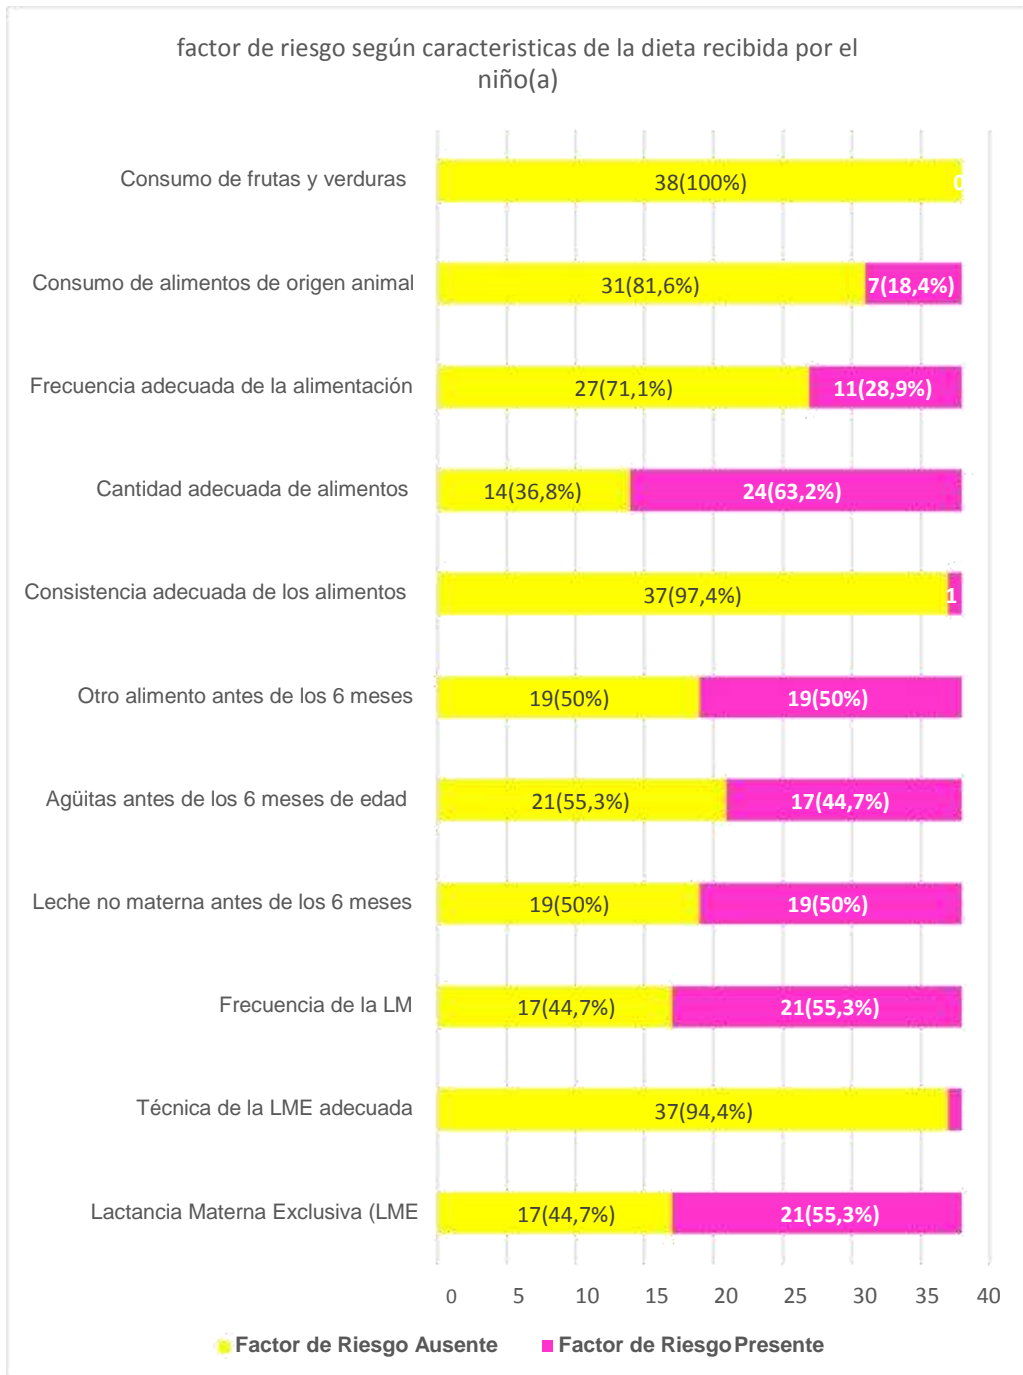 factor de riesgo según caracteristicas de la dieta recibida por el
niño(a)
Consumo de frutas y verduras 38(100%) 0
Consumo de alimentos de origen animal 31(81,6%) 7(18,4%)
Frecuencia adecuada de la alimentación 27(71,1%) 11(28,9%)
Cantidad adecuada de alimentos 14(36,8%) 24(63,2%)
Consistencia adecuada de los alimentos 37(97,4%) 1
Otro alimento antes de los 6 meses 19(50%) 19(50%)
Agüitas antes de los 6 meses de edad 21(55,3%) 17(44,7%)
Leche no materna antes de los 6 meses 19(50%) 19(50%)
Frecuencia de la LM 17(44,7%) 21(55,3%)
Técnica de la LME adecuada 37(94,4%)
Lactancia Materna Exclusiva (LME 17(44,7%) 21(55,3%)
0 5 10 15 20 25 30 35 40
Factor de Riesgo Ausente Factor de Riesgo Presente